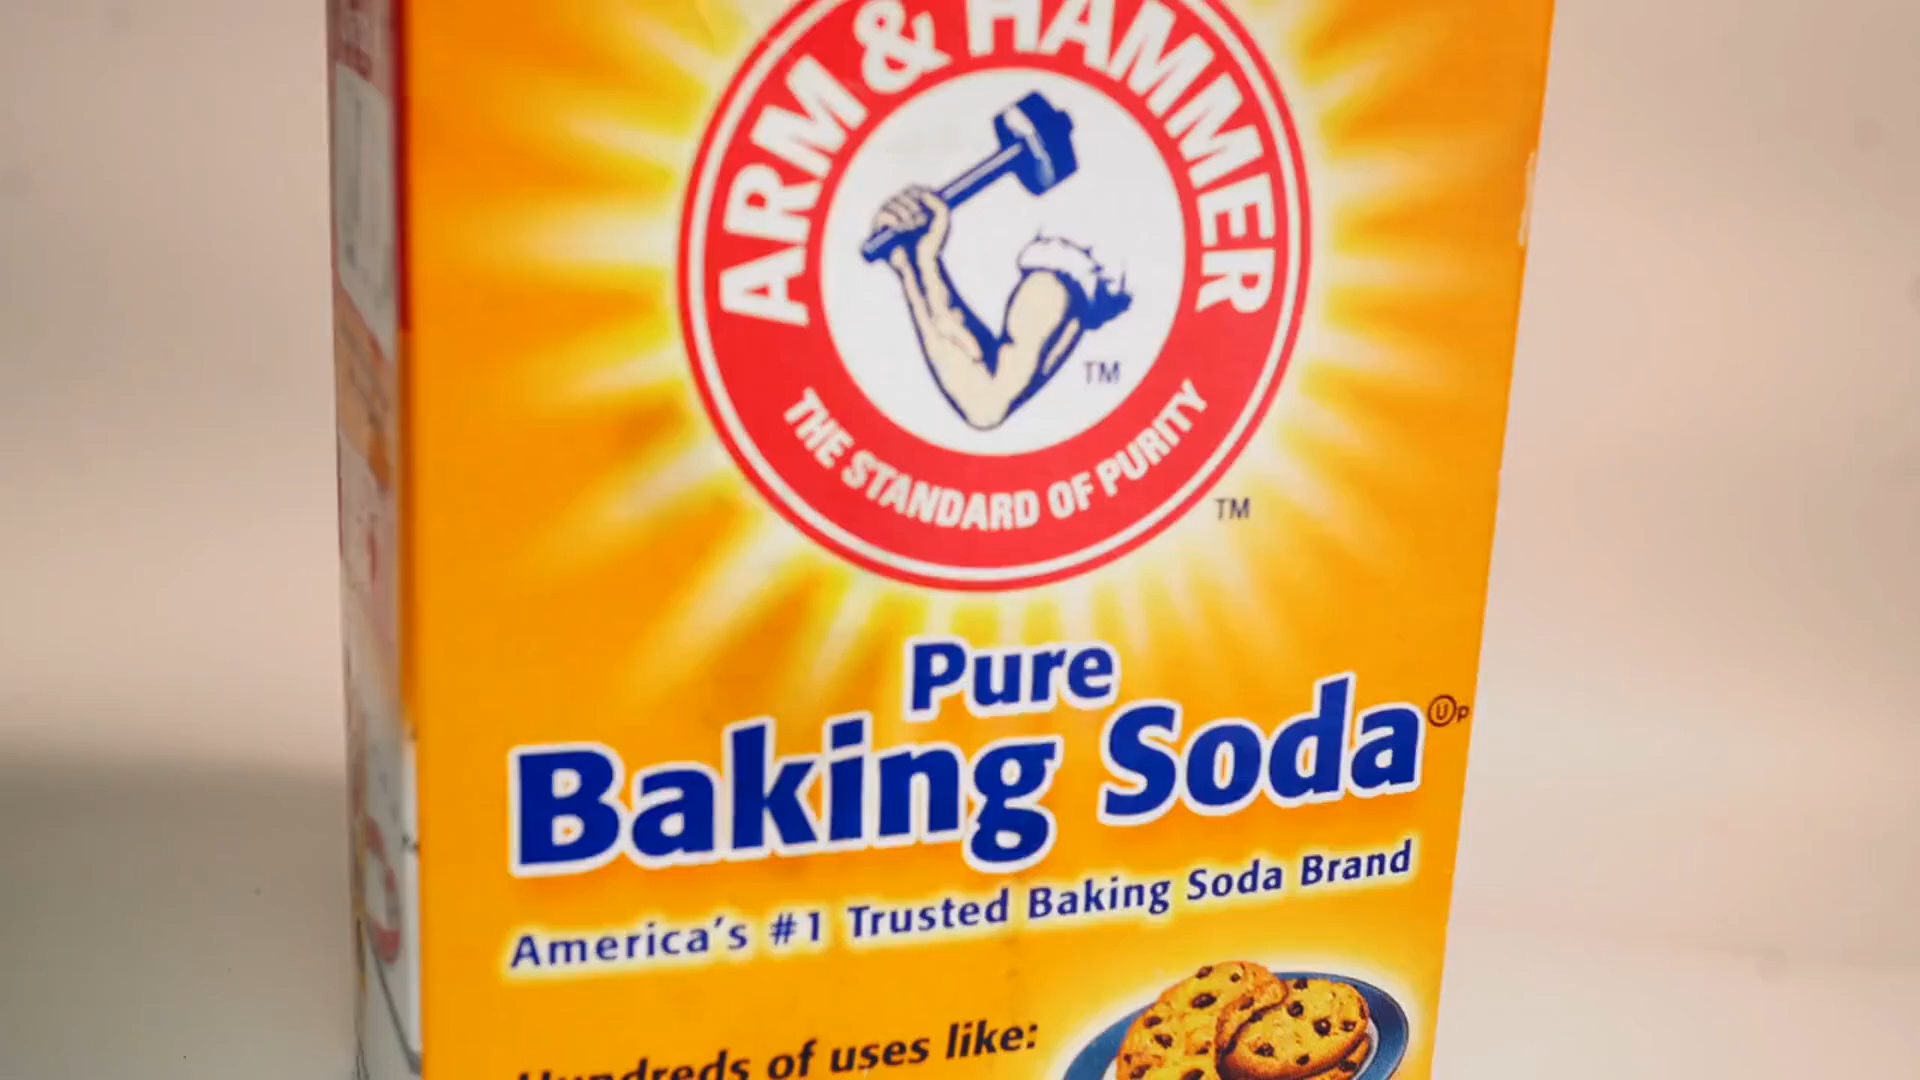 ARM & HAMMER
TM
THE STANDARD OF PURITY
TM
Pure
Baking Soda
Up
America's #1 Trusted Baking Soda Brand
Hundreds of uses like: